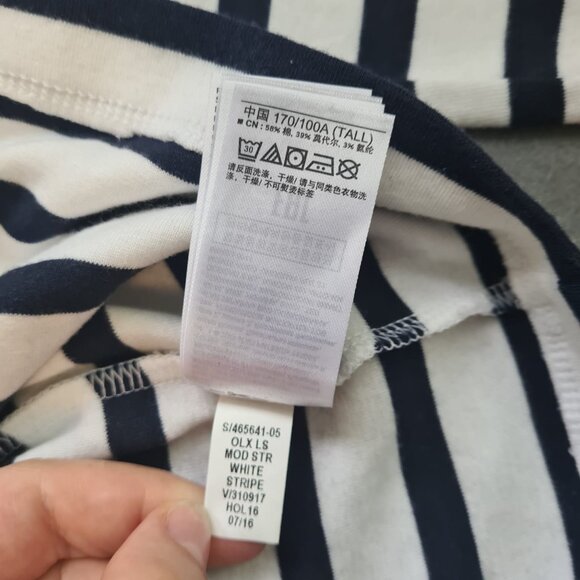 中国 170/100A (TALL)
■ CN : 58% 棉, 39% 莫代尔, 3% 氨纶
30
请反面洗涤、干燥/ 请与同类色衣物洗
涤、干燥/ 不可熨烫标签
S/465641-05
OLX LS
MOD STR
WHITE
STRIPE
V/310917
HOL16
07/16